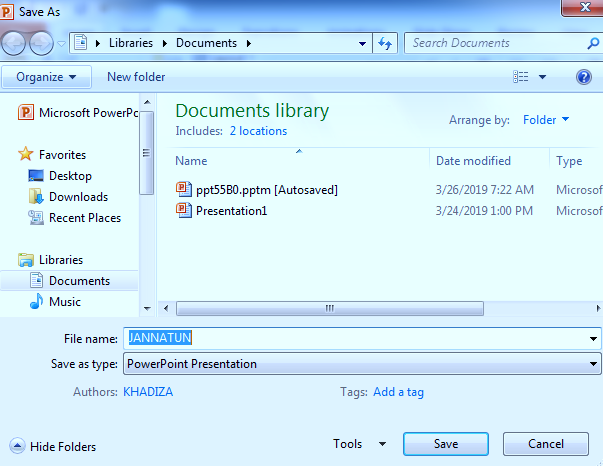 Save As
Libraries Documents Search Documents
Organize New folder
Microsoft PowerPo
Favorites
Desktop
Downloads
Recent Places
Libraries
Documents
Music
Documents library
Includes: 2 locations
Arrange by: Folder
Name Date modified Type
ppt55B0.pptm [Autosaved] 3/26/2019 7:22 AM Microsof
Presentation1 3/24/2019 1:00 PM Microsof
File name: JANNATUN
Save as type: PowerPoint Presentation
Authors: KHADIZA Tags: Add a tag
Hide Folders Tools Save Cancel